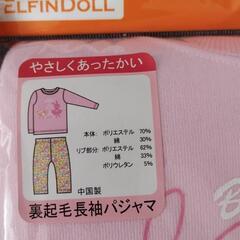 ELFINDOLL
やさしくあったかい
本体: ポリエステル 70%
綿 30%
リブ部分: ポリエステル 62%
綿 33%
ポリウレタン 5%
中国製
裏起毛長袖パジャマ
B